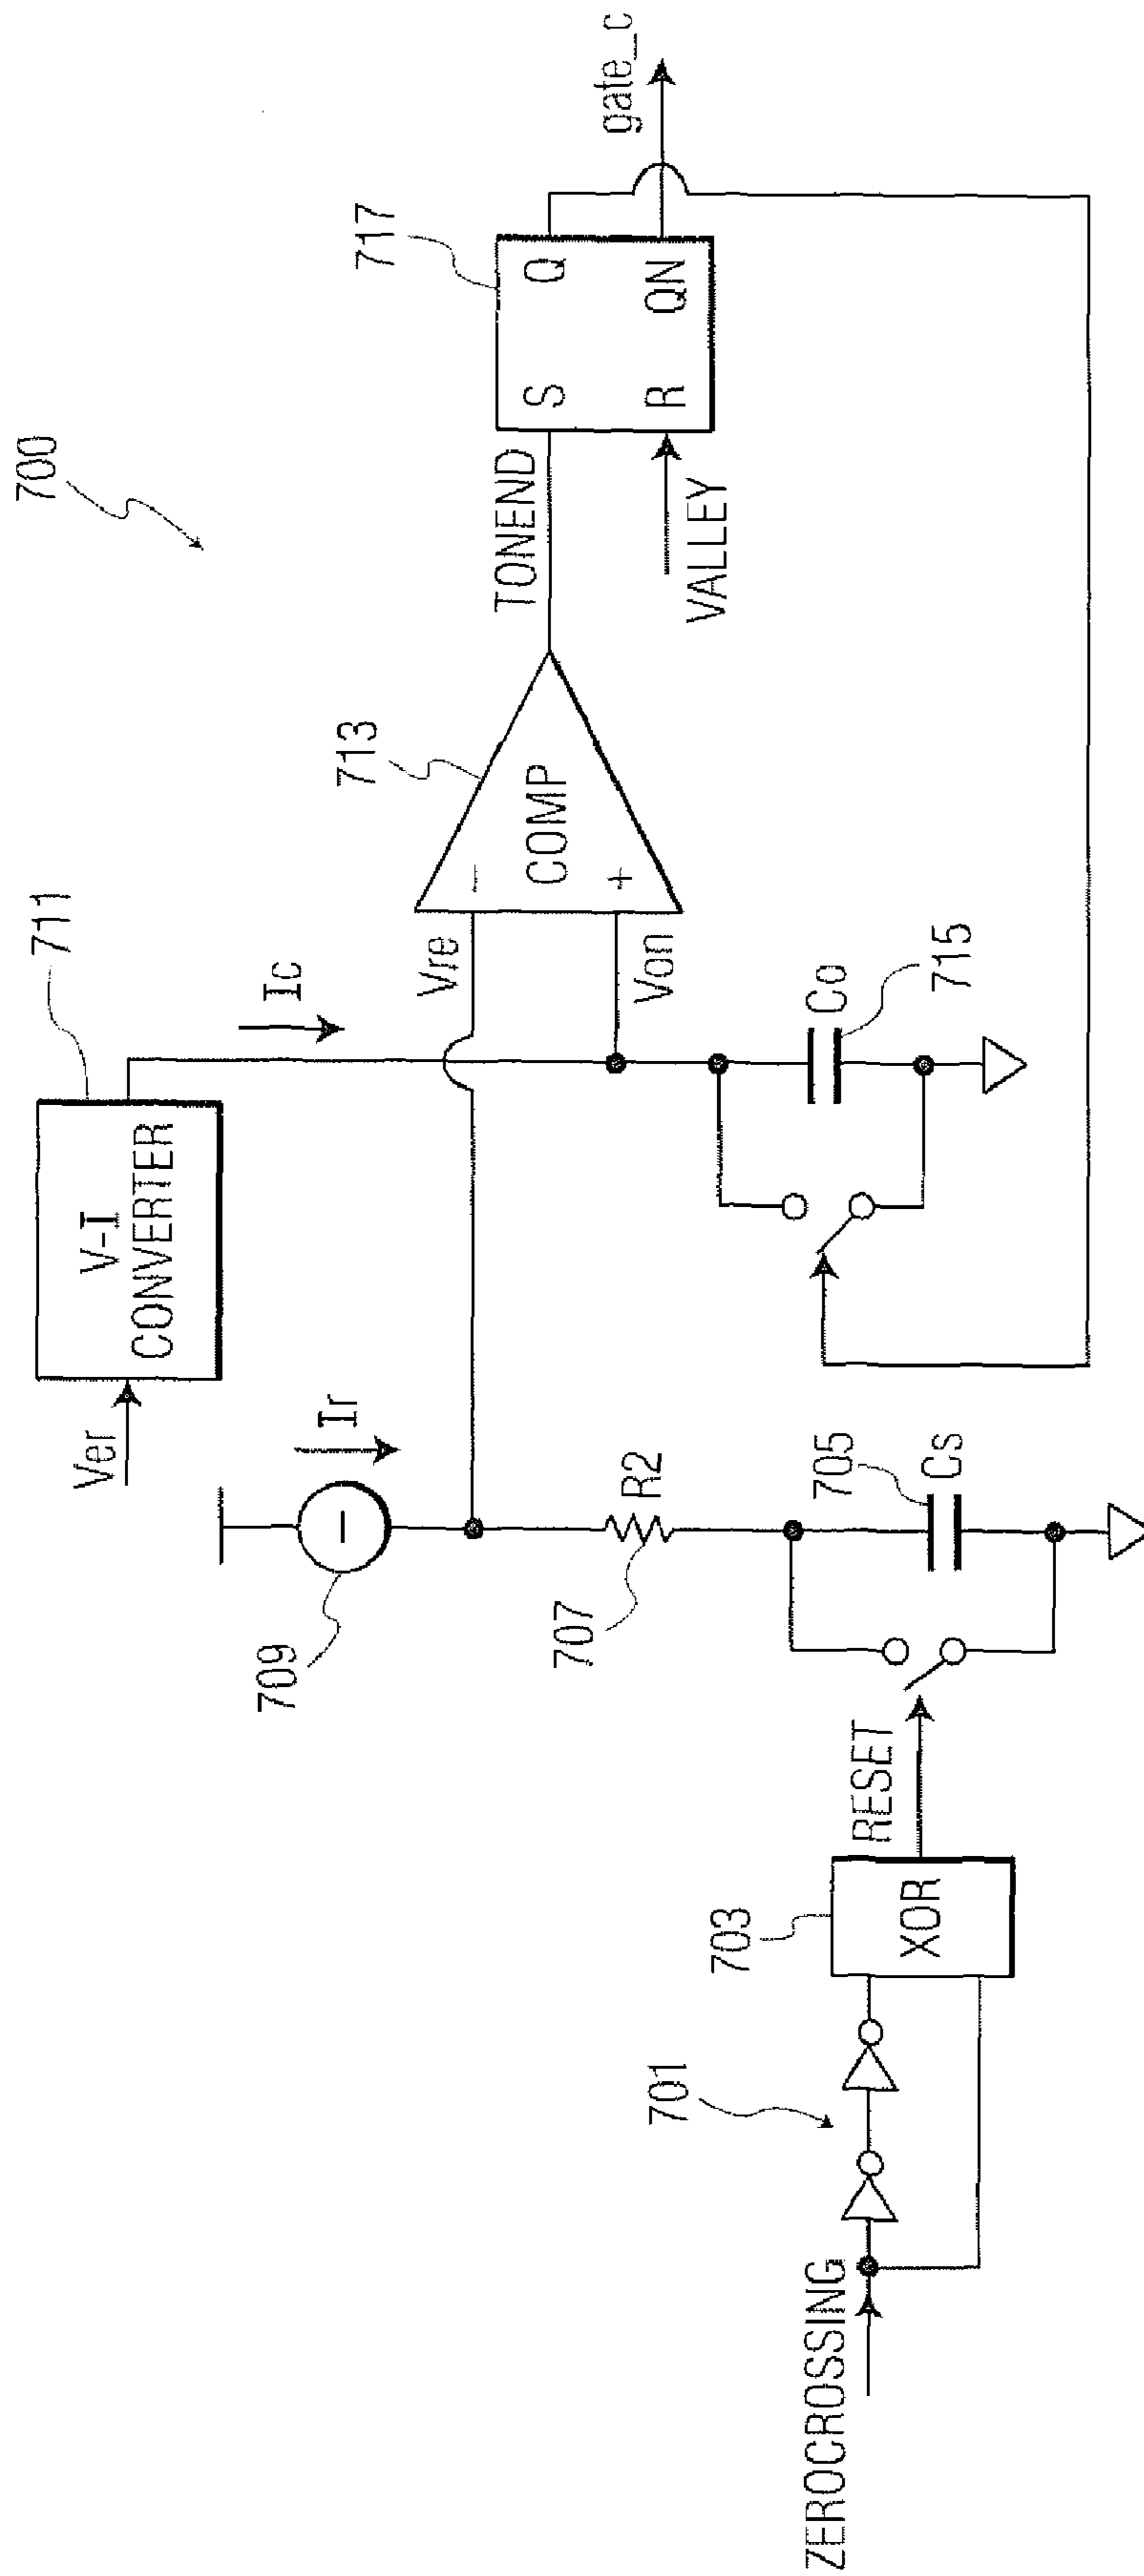 700
711
V-I
CONVERTER
Ver
Ic
Ir
709
Vre
Von
713
COMP
-
+
TONEND
717
S
Q
R
QN
VALLEY
gate_c
R2
707
Co
715
705
Cs
RESET
703
XOR
701
ZEROCROSSING